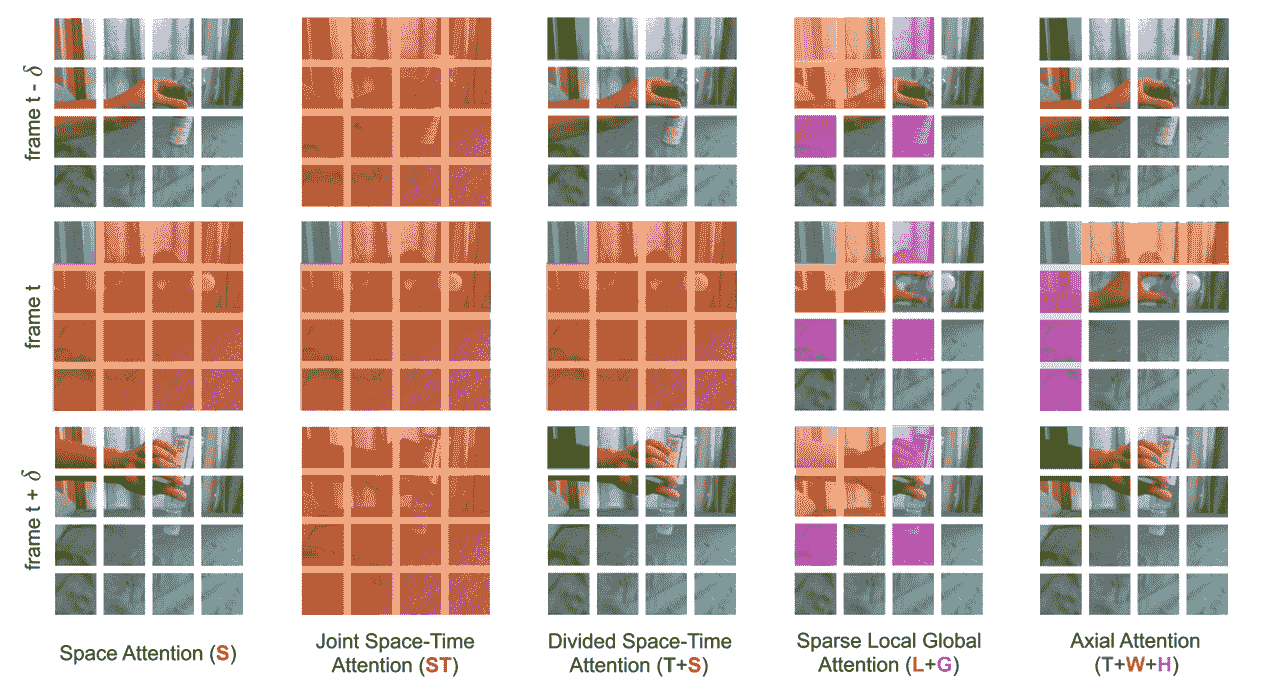 frame t - δ
frame t
frame t + δ
Space Attention (S)
Joint Space-Time
Attention (ST)
Divided Space-Time
Attention (T+S)
Sparse Local Global
Attention (L+G)
Axial Attention
(T+W+H)